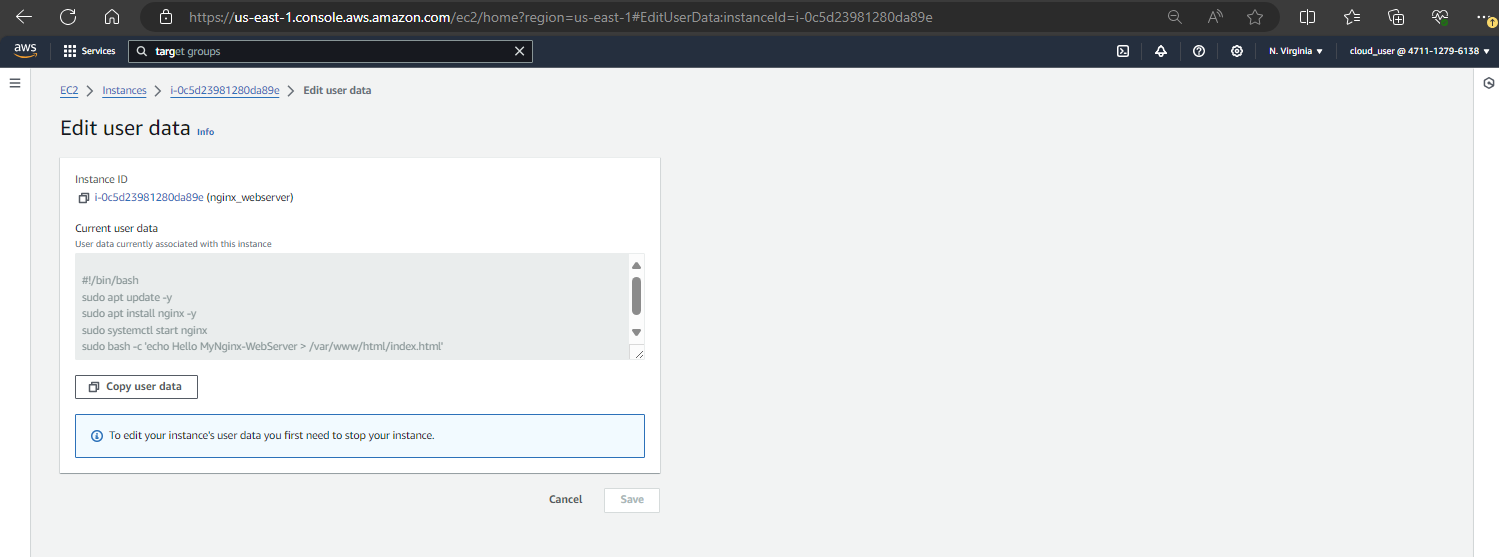 https://us-east-1.console.aws.amazon.com/ec2/home?region=us-east-1#EditUserData:instanceId=i-0c5d23981280da89e
aws Services target groups N. Virginia cloud_user @ 4711-1279-6138
EC2 Instances i-0c5d23981280da89e Edit user data
Edit user data Info
Instance ID
i-0c5d23981280da89e (nginx_webserver)
Current user data
User data currently associated with this instance
#!/bin/bash
sudo apt update -y
sudo apt install nginx -y
sudo systemctl start nginx
sudo bash -c 'echo Hello MyNginx-WebServer > /var/www/html/index.html'
Copy user data
To edit your instance's user data you first need to stop your instance.
Cancel Save